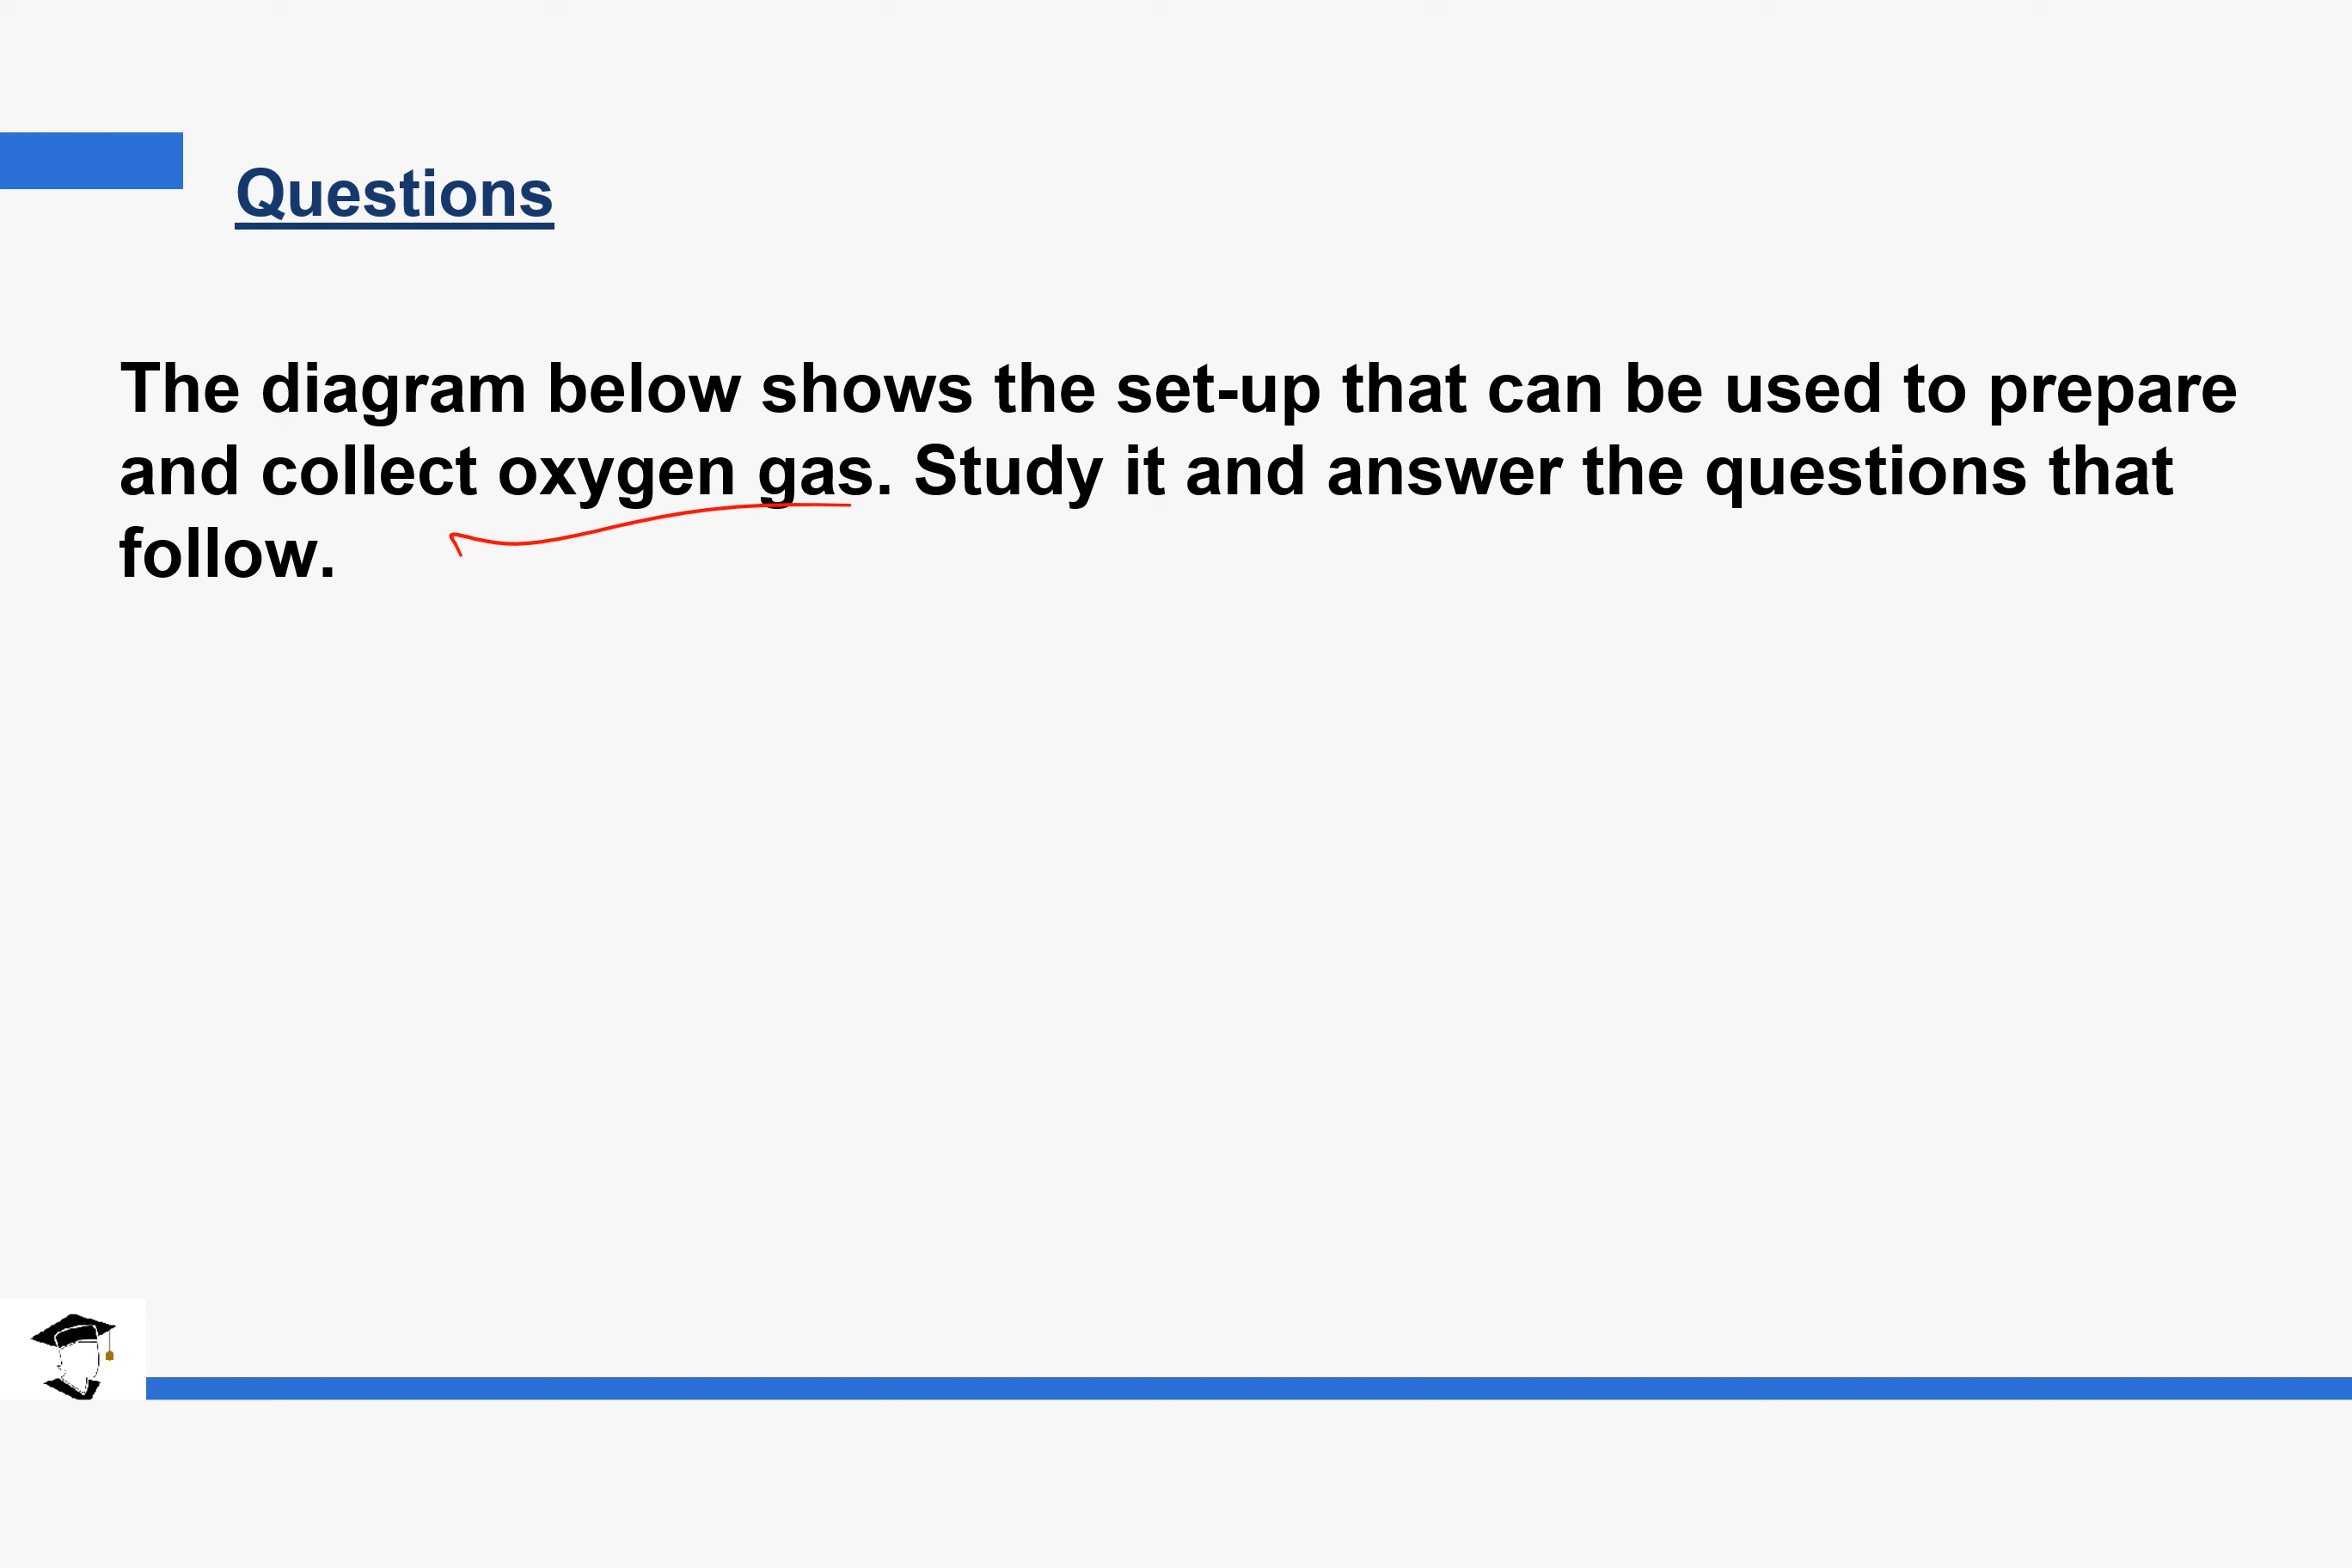 Questions
The diagram below shows the set-up that can be used to prepare
and collect oxygen gas. Study it and answer the questions that
follow.